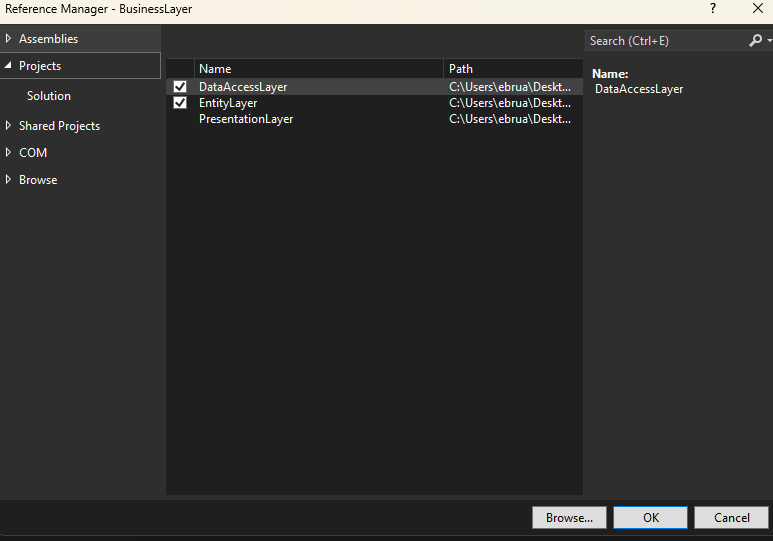 Reference Manager - BusinessLayer
?
Assemblies
Projects
Solution
Shared Projects
COM
Browse
Name Path
DataAccessLayer C:\Users\ebrua\Deskt...
EntityLayer C:\Users\ebrua\Deskt...
PresentationLayer C:\Users\ebrua\Deskt...
Search (Ctrl+E)
Name:
DataAccessLayer
Browse... OK Cancel